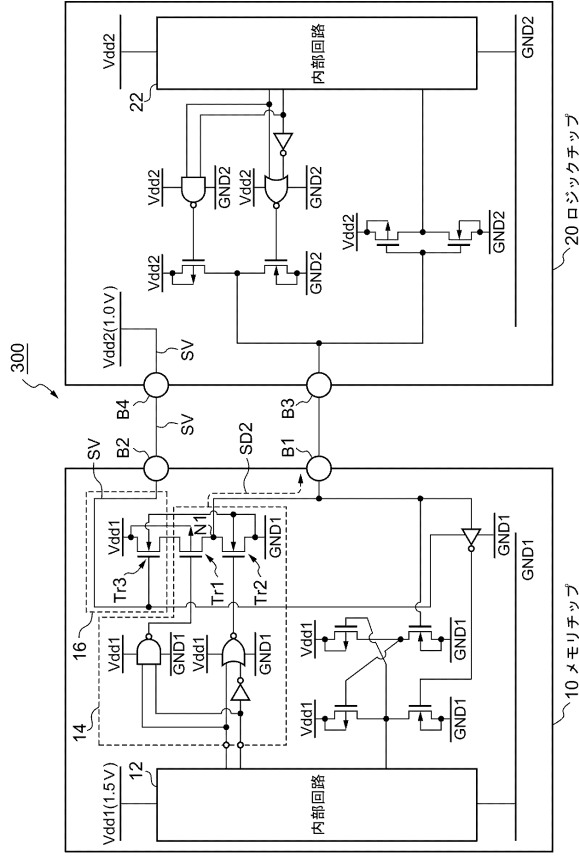 300
Vdd1(1.5V)
12
内部回路
14
16
Vdd1
GND1
Vdd1
GND1
Tr3
Tr1
Tr2
Vdd1
N1
GND1
SV
SD2
Vdd1
GND1
Vdd1
GND1
GND1
GND1
10 メモリチップ
B2
B1
SV
B4
B3
SV
Vdd2(1.0V)
Vdd2
GND2
Vdd2
GND2
Vdd2
GND2
Vdd2
GND2
22
内部回路
Vdd2
GND2
20 ロジックチップ